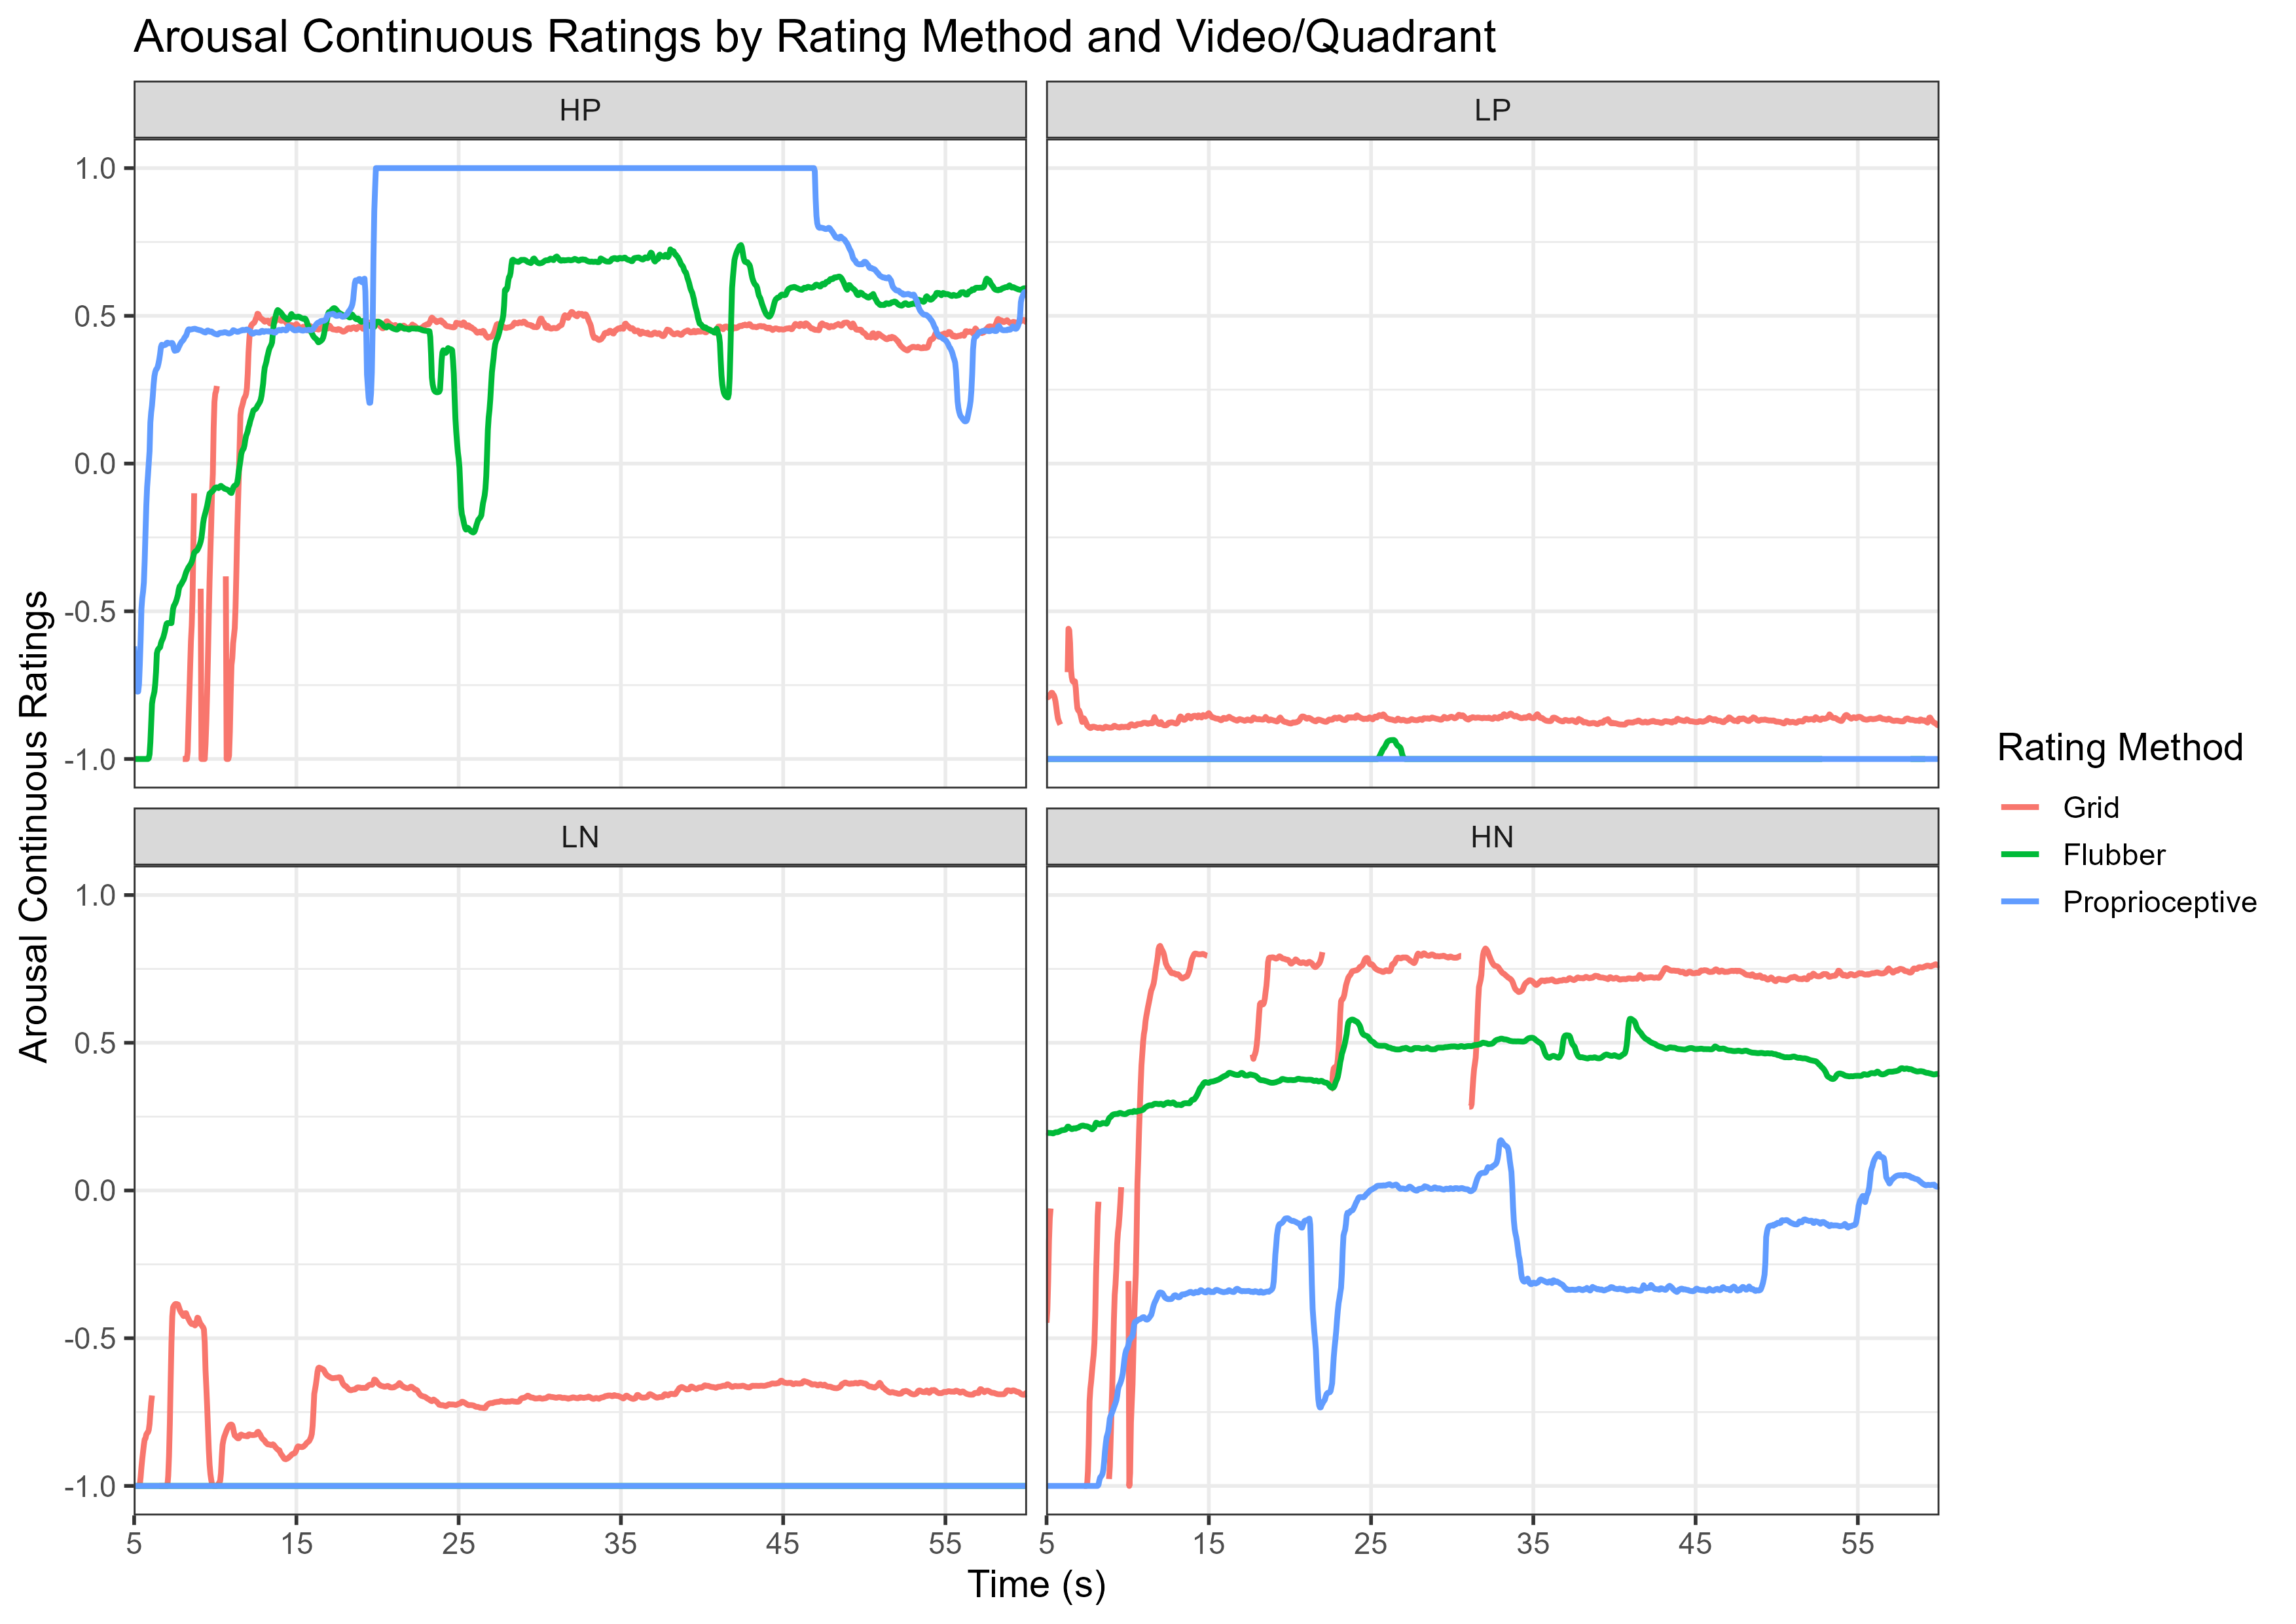 Arousal Continuous Ratings by Rating Method and Video/Quadrant
HP
LP
1.0
0.5
0.0
-0.5
-1.0
LN
HN
1.0
0.5
0.0
-0.5
-1.0
5 15 25 35 45 55
5 15 25 35 45 55
Time (s)
Arousal Continuous Ratings
Rating Method
Grid
Flubber
Proprioceptive